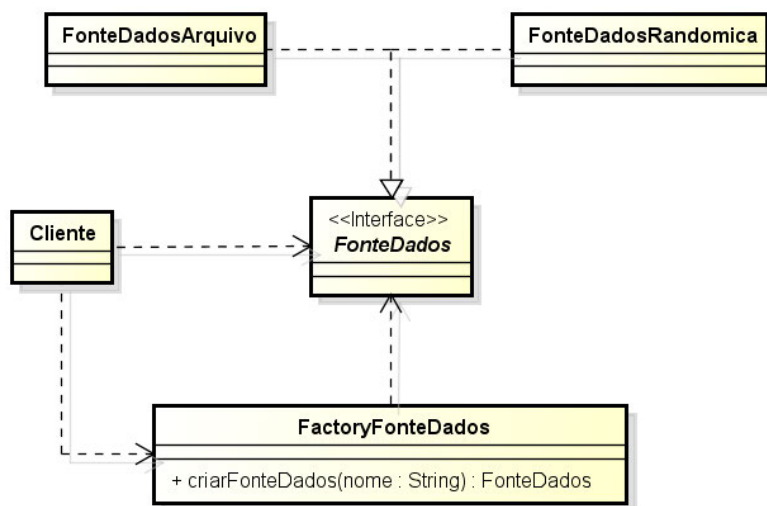 FonteDadosArquivo
FonteDadosRandomica
<<Interface>>
FonteDados
Cliente
FactoryFonteDados
+ criarFonteDados(nome : String) : FonteDados